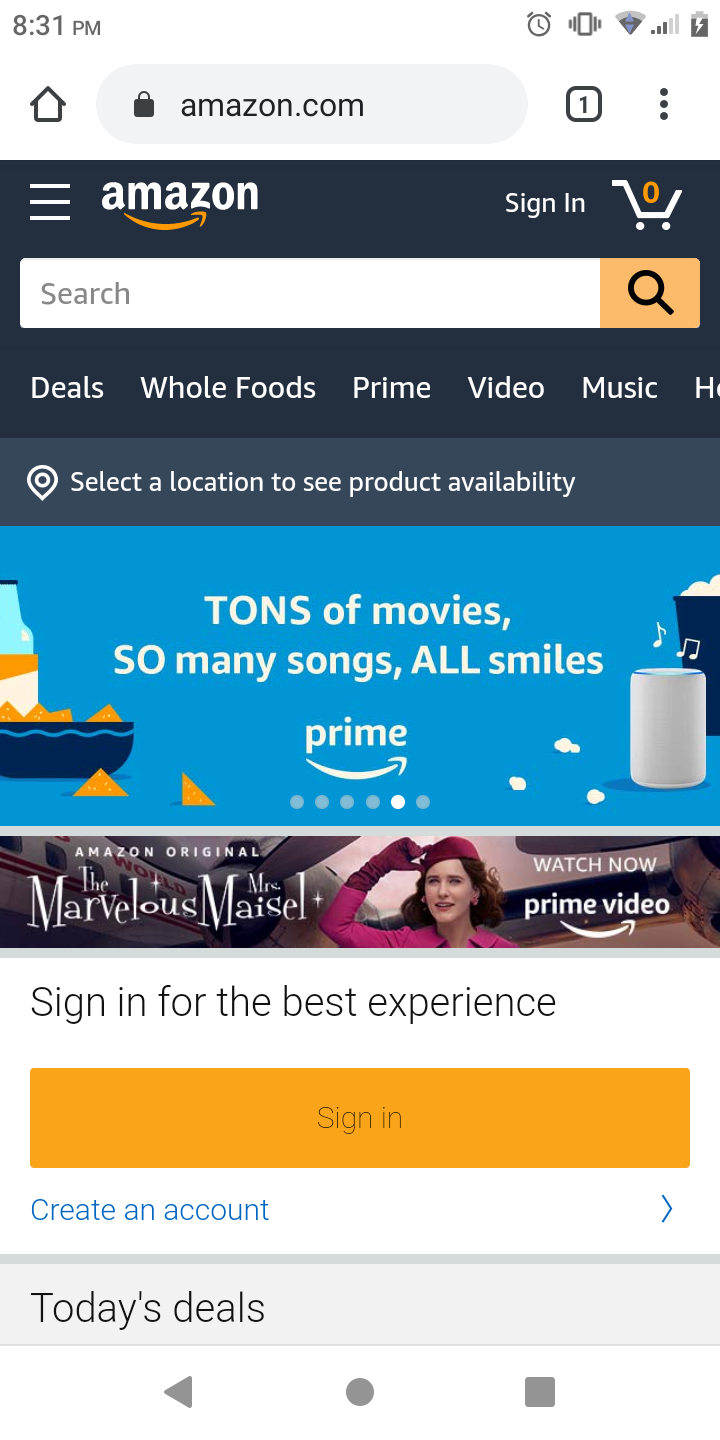 8:31 PM
amazon.com
1
amazon
Sign In
0
Search
Deals Whole Foods Prime Video Music
Select a location to see product availability
TONS of movies,
SO many songs, ALL smiles
prime
AMAZON ORIGINAL
The Marvelous Mrs. Maisel
WORLD
WATCH NOW
prime video
Sign in for the best experience
Sign in
Create an account
Today's deals